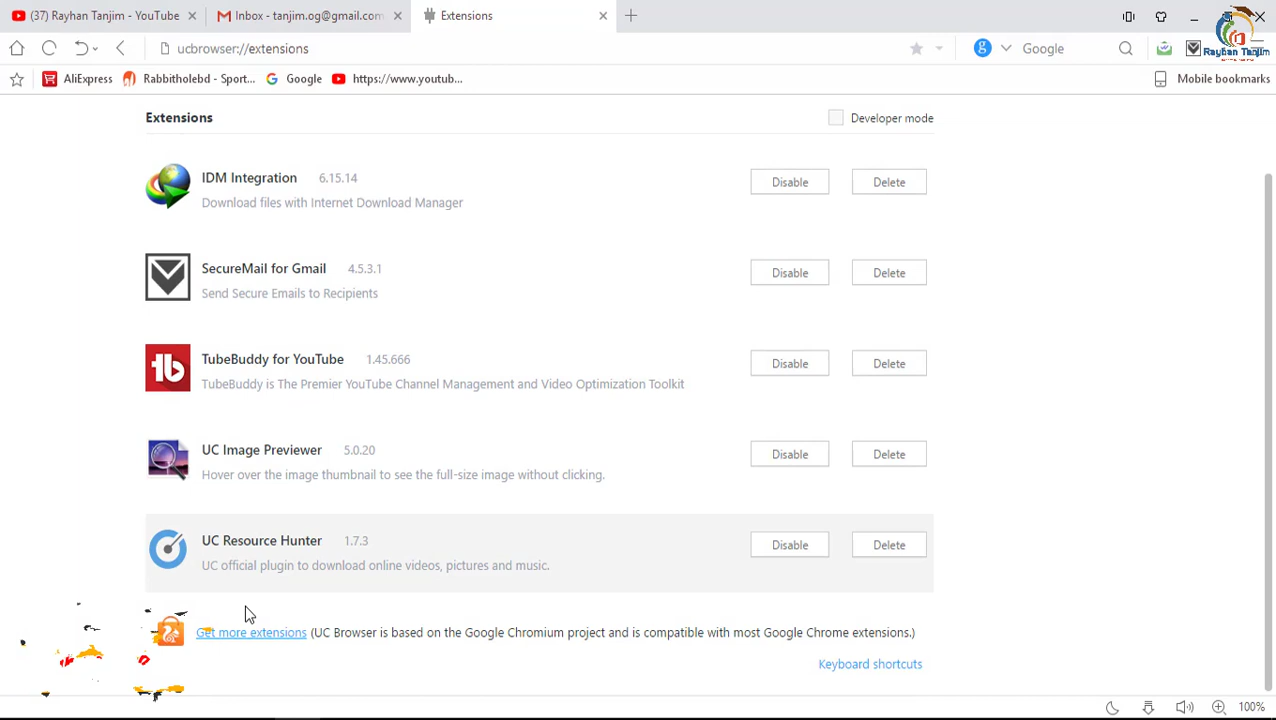 (37) Rayhan Tanjim - YouTube
Inbox - tanjim.og@gmail.com
Extensions
ucbrowser://extensions
Google
AliExpress
Rabbitholebd - Sport...
Google
https://www.youtub...
Mobile bookmarks
Rayhan Tanjim
Extensions
Developer mode
IDM Integration 6.15.14
Disable
Delete
Download files with Internet Download Manager
SecureMail for Gmail 4.5.3.1
Disable
Delete
Send Secure Emails to Recipients
TubeBuddy for YouTube 1.45.666
Disable
Delete
TubeBuddy is The Premier YouTube Channel Management and Video Optimization Toolkit
UC Image Previewer 5.0.20
Disable
Delete
Hover over the image thumbnail to see the full-size image without clicking.
UC Resource Hunter 1.7.3
Disable
Delete
UC official plugin to download online videos, pictures and music.
Get more extensions (UC Browser is based on the Google Chromium project and is compatible with most Google Chrome extensions.)
Keyboard shortcuts
100%